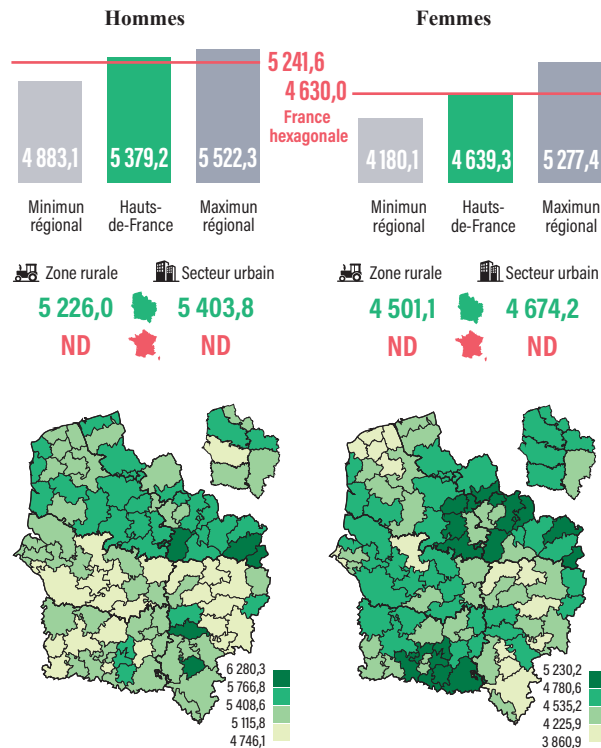 Hommes
5 241,6
4 883,1
5 379,2
5 522,3
Minimun régional
Hauts-de-France
Maximun régional
Femmes
4 630,0
France hexagonale
4 180,1
4 639,3
5 277,4
Minimun régional
Hauts-de-France
Maximun régional
Zone rurale
Secteur urbain
5 226,0
5 403,8
ND
ND
Zone rurale
Secteur urbain
4 501,1
4 674,2
ND
ND
6 280,3
5 766,8
5 408,6
5 115,8
4 746,1
5 230,2
4 780,6
4 535,2
4 225,9
3 860,9